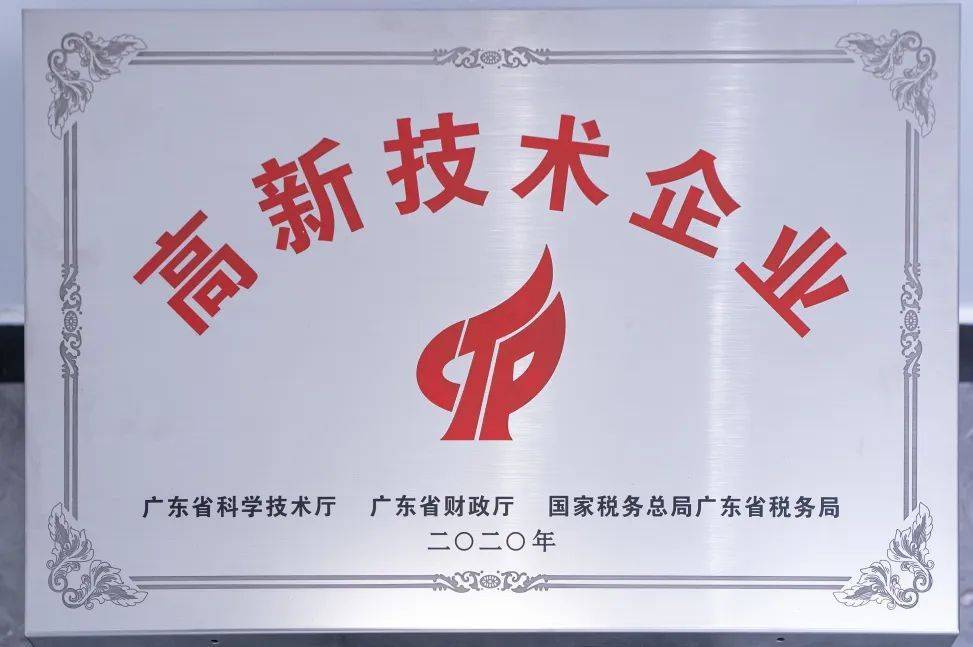 高新技术企业
广东省科学技术厅 广东省财政厅 国家税务总局广东省税务局
二〇二〇年